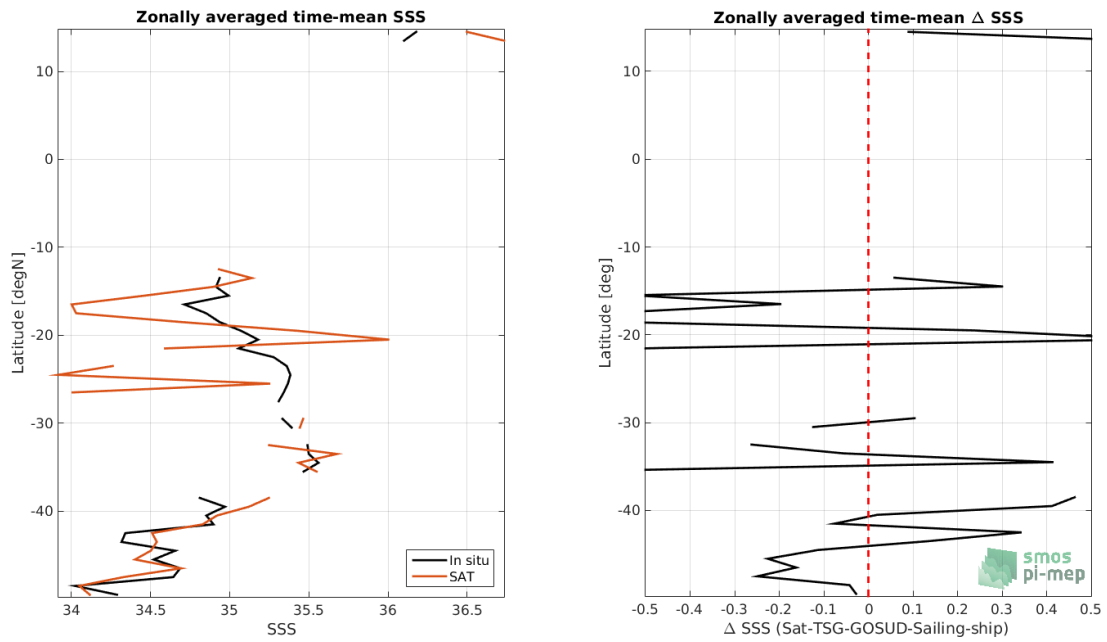 Zonally averaged time-mean SSS
10
0
-10
-20
-30
-40
Latitude [degN]
34
34.5
35
35.5
36
36.5
SSS
In situ
SAT
Zonally averaged time-mean Δ SSS
10
0
-10
-20
-30
-40
Latitude [deg]
-0.5
-0.4
-0.3
-0.2
-0.1
0
0.1
0.2
0.3
0.4
0.5
Δ SSS (Sat-TSG-GOSUD-Sailing-ship)
smos
pi-mep